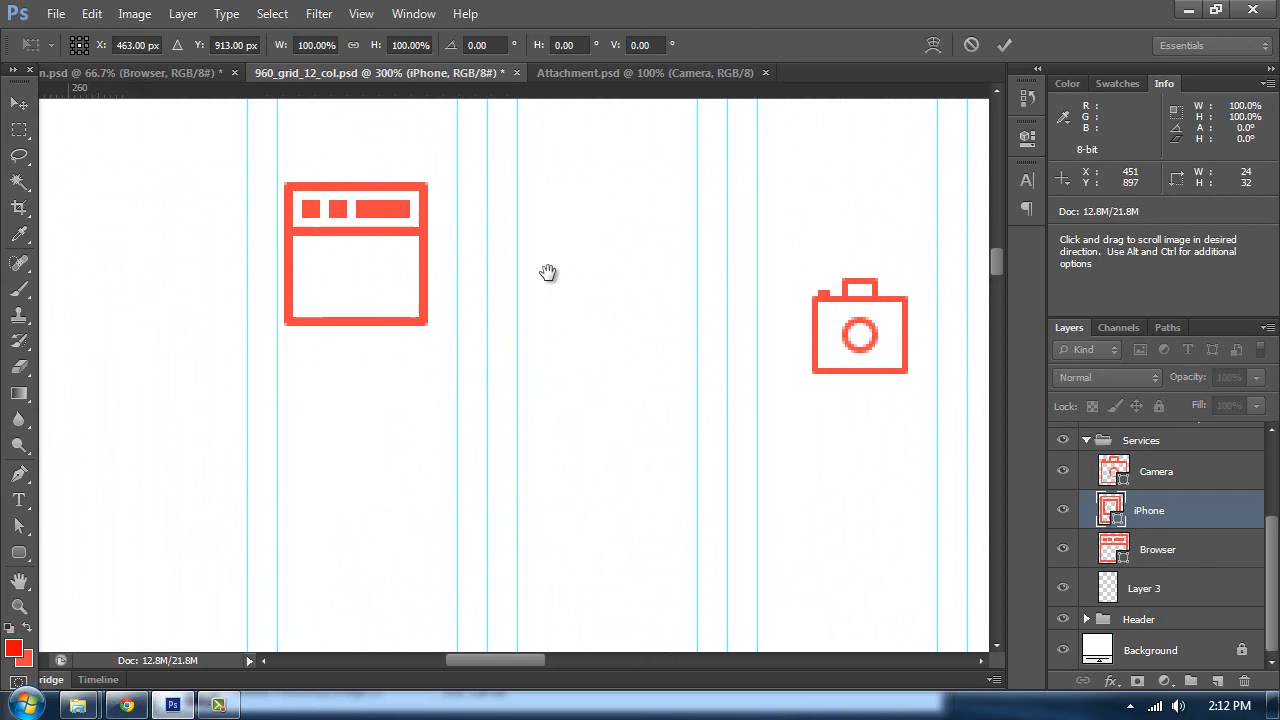 Ps File Edit Image Layer Type Select Filter View Window Help
X: 463.00 px Y: 913.00 px W: 100.00% H: 100.00% 0.00 ° H: 0.00 ° V: 0.00 ° Essentials
n.psd @ 66.7% (Browser, RGB/8#) * × 960_grid_12_col.psd @ 300% (iPhone, RGB/8#) * × Attachment.psd @ 100% (Camera, RGB/8) ×
260
Color Swatches Info
R : W : 100.0%
G : H : 100.0%
B : A : 0.0°
8-bit H : 0.0°
X : 451 W : 24
Y : 897 H : 32
Doc: 12.8M/21.8M
Click and drag to scroll image in desired
direction. Use Alt and Ctrl for additional
options
Layers Channels Paths
Kind T
Normal Opacity: 100%
Lock: Fill: 100%
Services
Camera
iPhone
Browser
Layer 3
Header
Background
Doc: 12.8M/21.8M
ridge Timeline
fx
Ps 2:12 PM